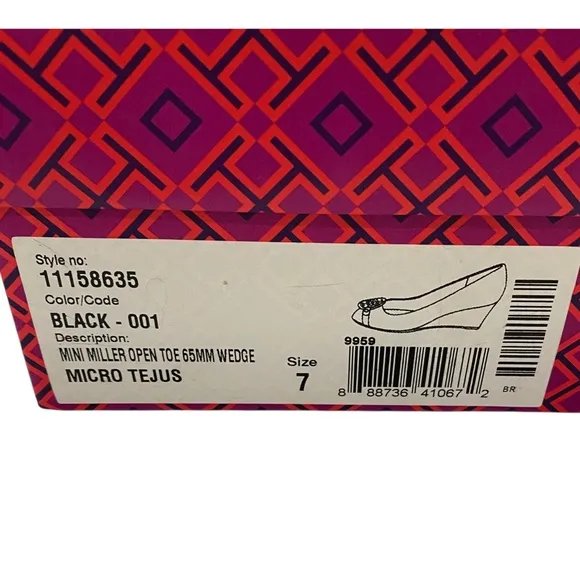 Style no:
11158635
Color/Code
BLACK - 001
Description:
MINI MILLER OPEN TOE 65MM WEDGE
MICRO TEJUS
Size
7
9959
8 88736 41067 2
BR